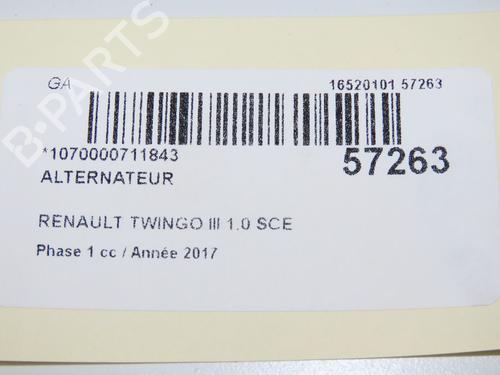 GA 16520101 57263
*1070000711843 57263
ALTERNATEUR
RENAULT TWINGO III 1.0 SCE
Phase 1 cc / Année 2017
B-PARTS